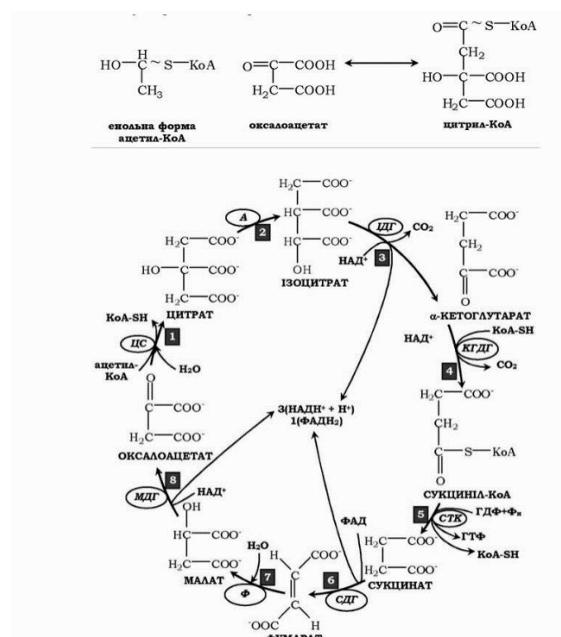 H
HO—C~S—КоА
CH₃
O=
COOH
H₂C—COOH
O=C~S—КоА
CH₂
HO—C—COOH
H₂C—COOH
енольна форма
ацетил-КоА
оксалоацетат
цитрил-КоА
H₂C—COO⁻
HO—COO⁻
H₂C—COO⁻
ЦИТРАТ
А
2
H₂C—COO⁻
HC—COO⁻
HC—COO⁻
OH
ІЗОЦИТРАТ
ІДГ
CO₂
НАД⁺
3
H₂C—COO⁻
CH₂
COO⁻
O
α-КЕТОГЛУТАРАТ
НАД⁺
КоА-SH
КГДГ
4
CO₂
КоА-SH
ЦС
1
ацетил-
КоА
H₂O
O
COO⁻
H₂C—COO⁻
ОКСАЛОАЦЕТАТ
3(НАДН⁺ + Н⁺)
1(ФАДН₂)
H₂C—COO⁻
CH₂
C—S—КоА
O
СУКЦИНІЛ-КоА
5
ГДФ+Фн
СТК
ГТФ
КоА-SH
8
МДГ
НАД⁺
OH
COO⁻
H₂C—COO⁻
МАЛАТ
H₂O
7
Ф
H
COO⁻
⁻OOC
H
ФУМАРАТ
ФАД
6
СДГ
H₂C—COO⁻
H₂C—COO⁻
СУКЦИНАТ